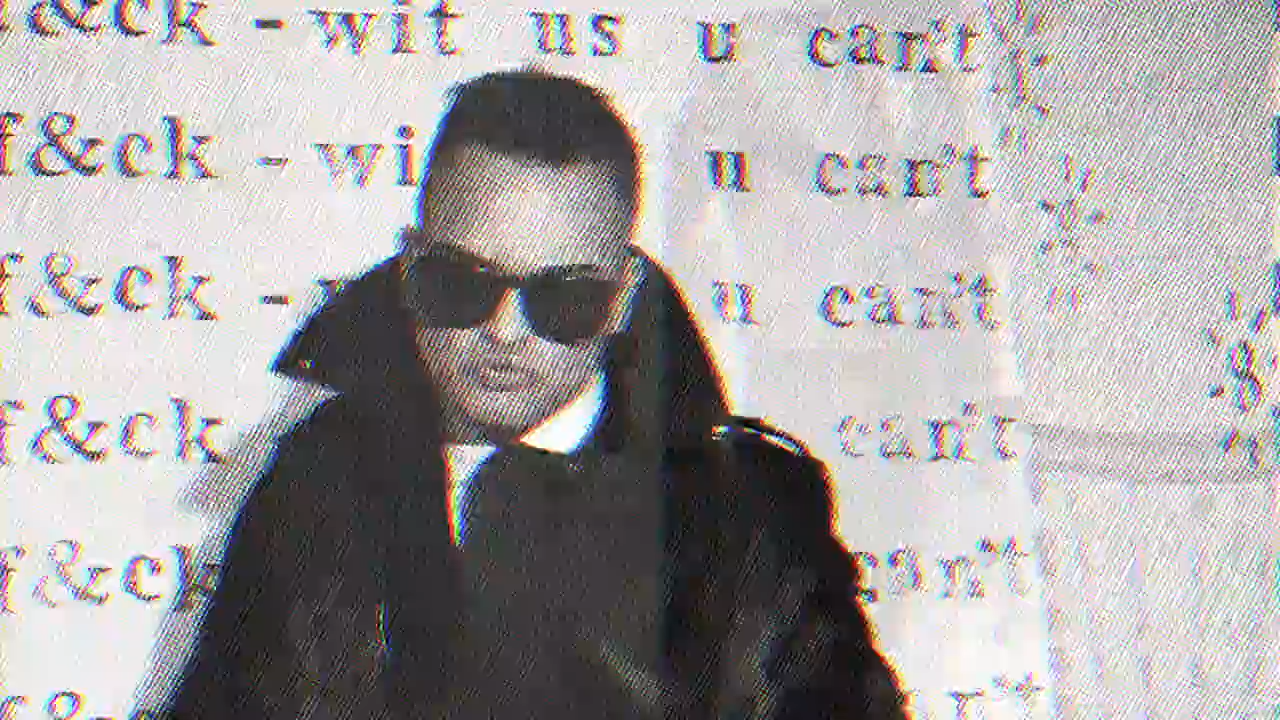 f&ck - wit us u can't
f&ck - wi u can't
f&ck - u can't
f&ck can't
f&ck can't
f& n't